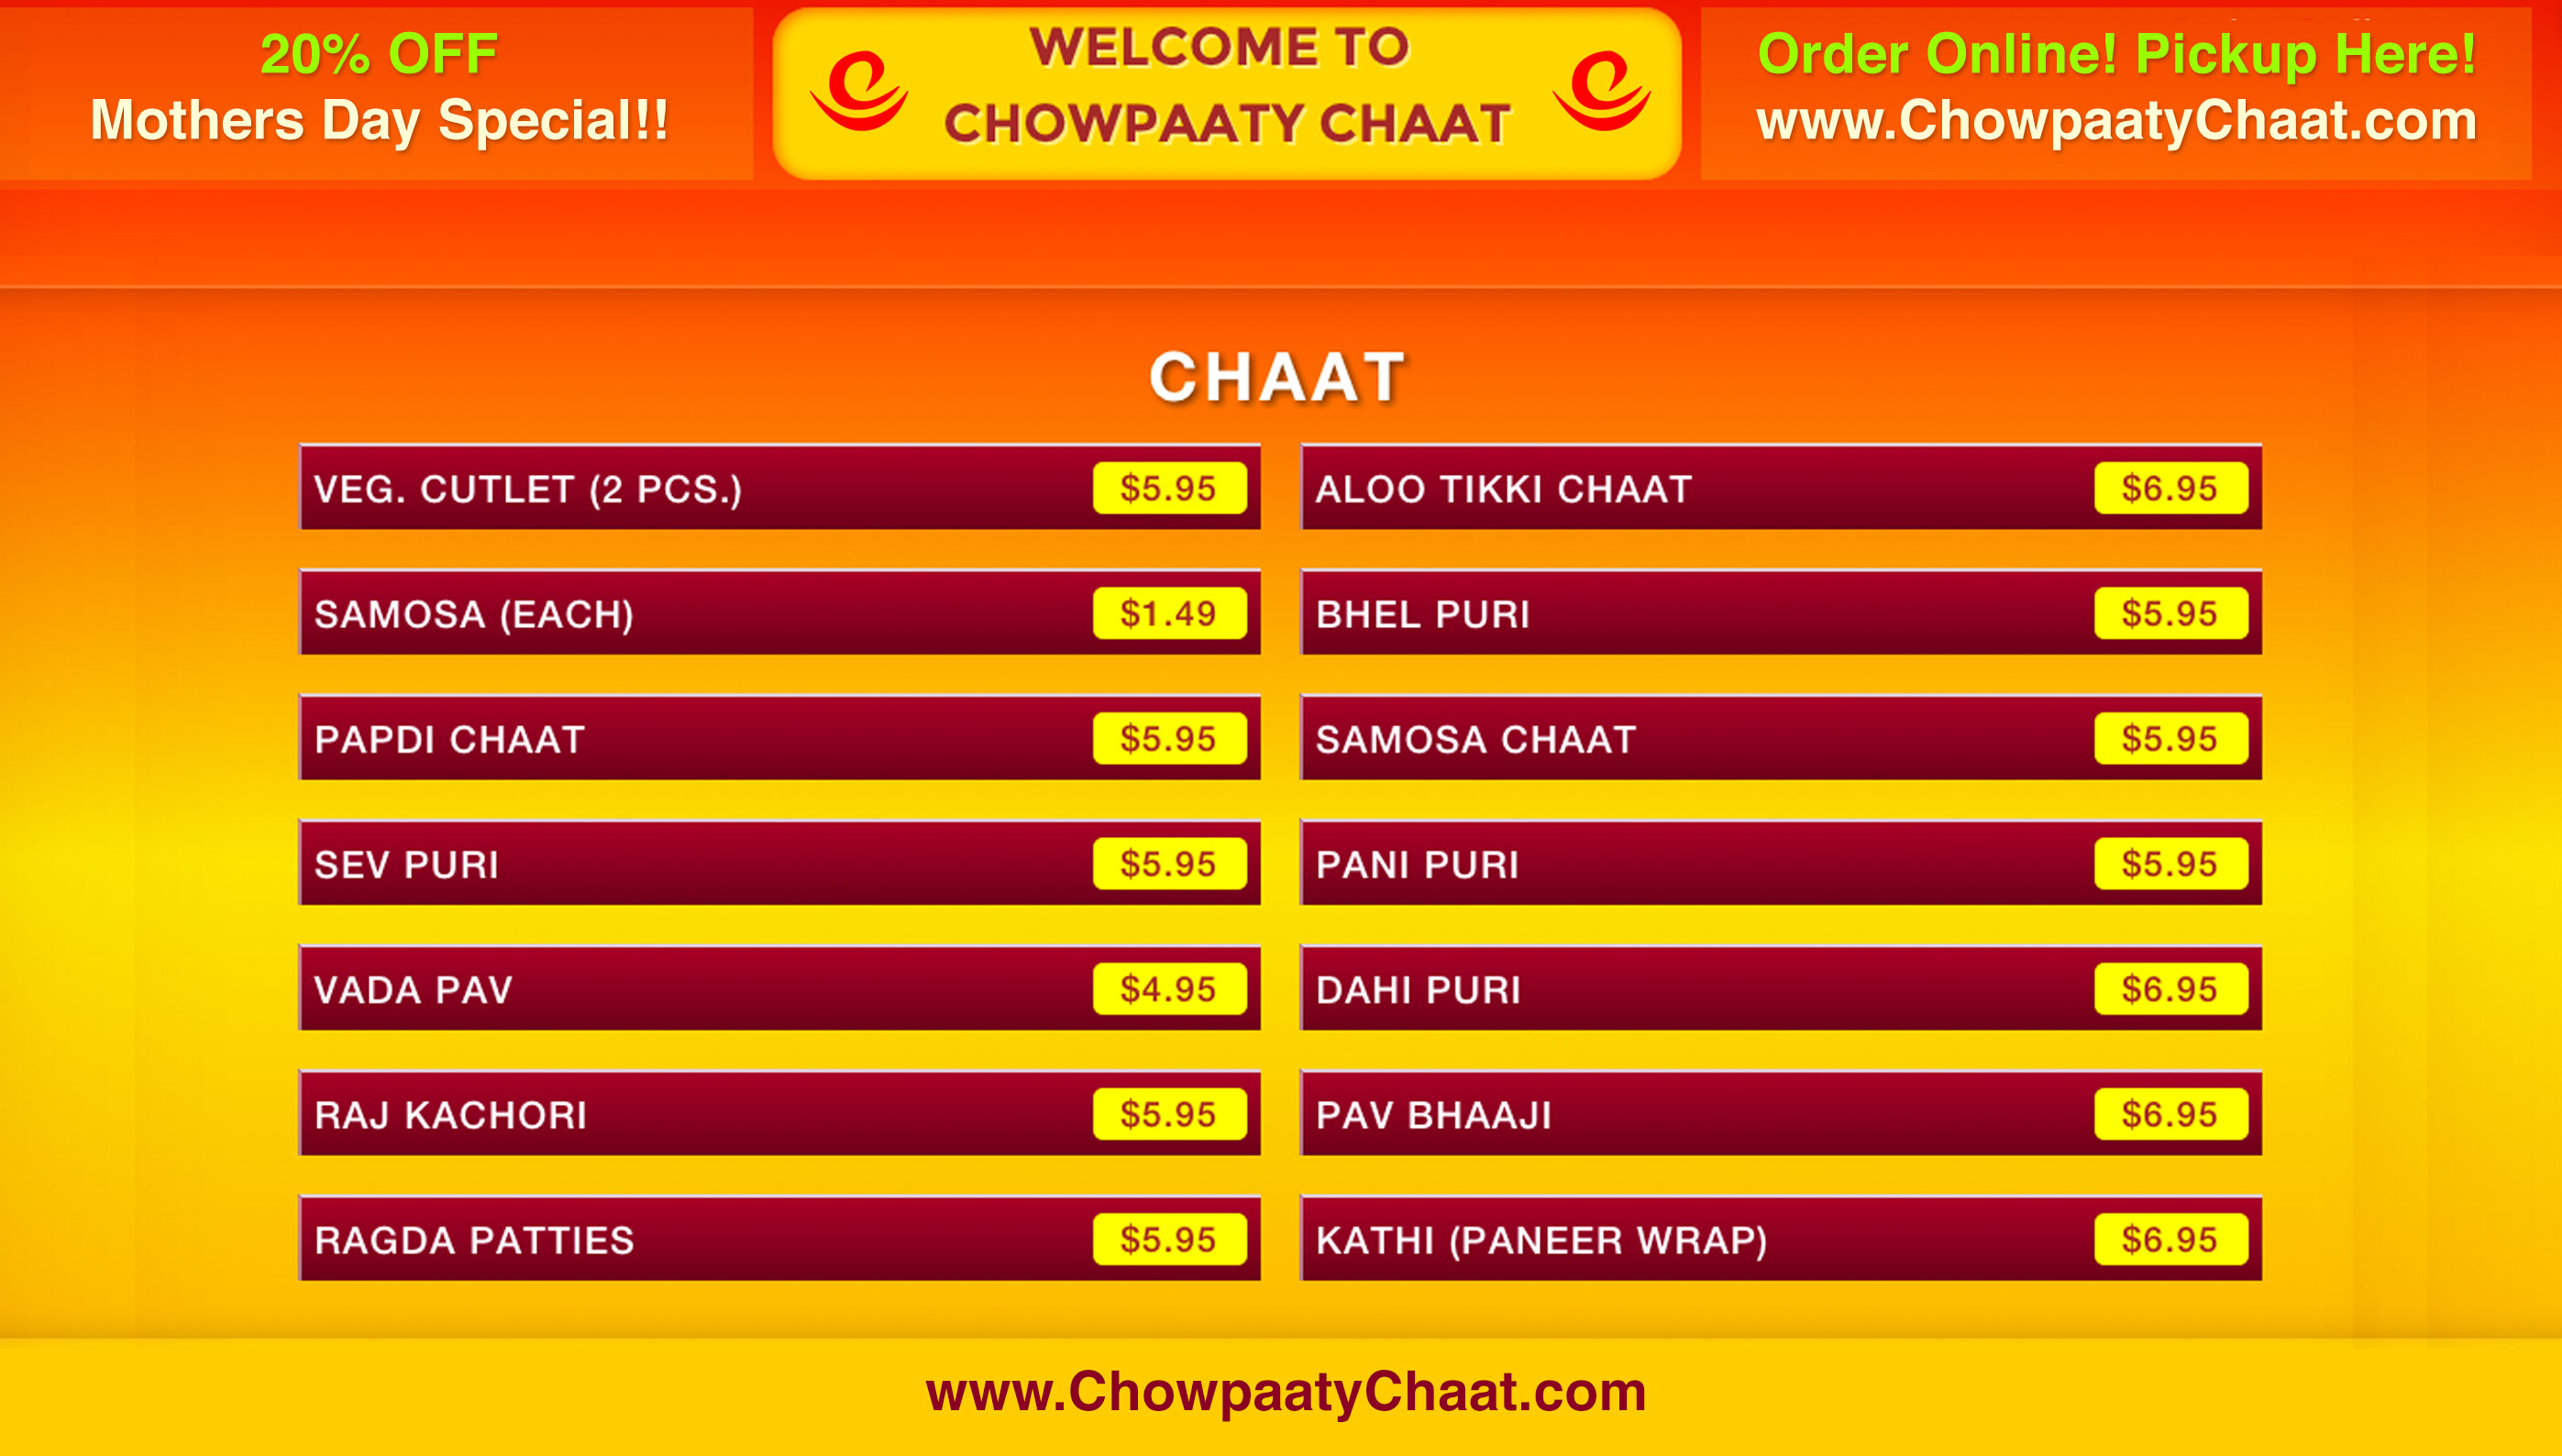 20% OFF
Mothers Day Special!!
WELCOME TO
CHOWPAATY CHAAT
Order Online! Pickup Here!
www.ChowpaatyChaat.com
CHAAT
VEG. CUTLET (2 PCS.) $5.95
SAMOSA (EACH) $1.49
PAPDI CHAAT $5.95
SEV PURI $5.95
VADA PAV $4.95
RAJ KACHORI $5.95
RAGDA PATTIES $5.95
ALOO TIKKI CHAAT $6.95
BHEL PURI $5.95
SAMOSA CHAAT $5.95
PANI PURI $5.95
DAHI PURI $6.95
PAV BHAAJI $6.95
KATHI (PANEER WRAP) $6.95
www.ChowpaatyChaat.com